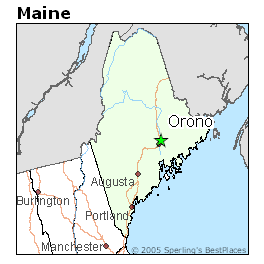 Maine
Orono
Augusta
Burlington
Portland
Manchester
© 2005 Sperling's BestPlaces